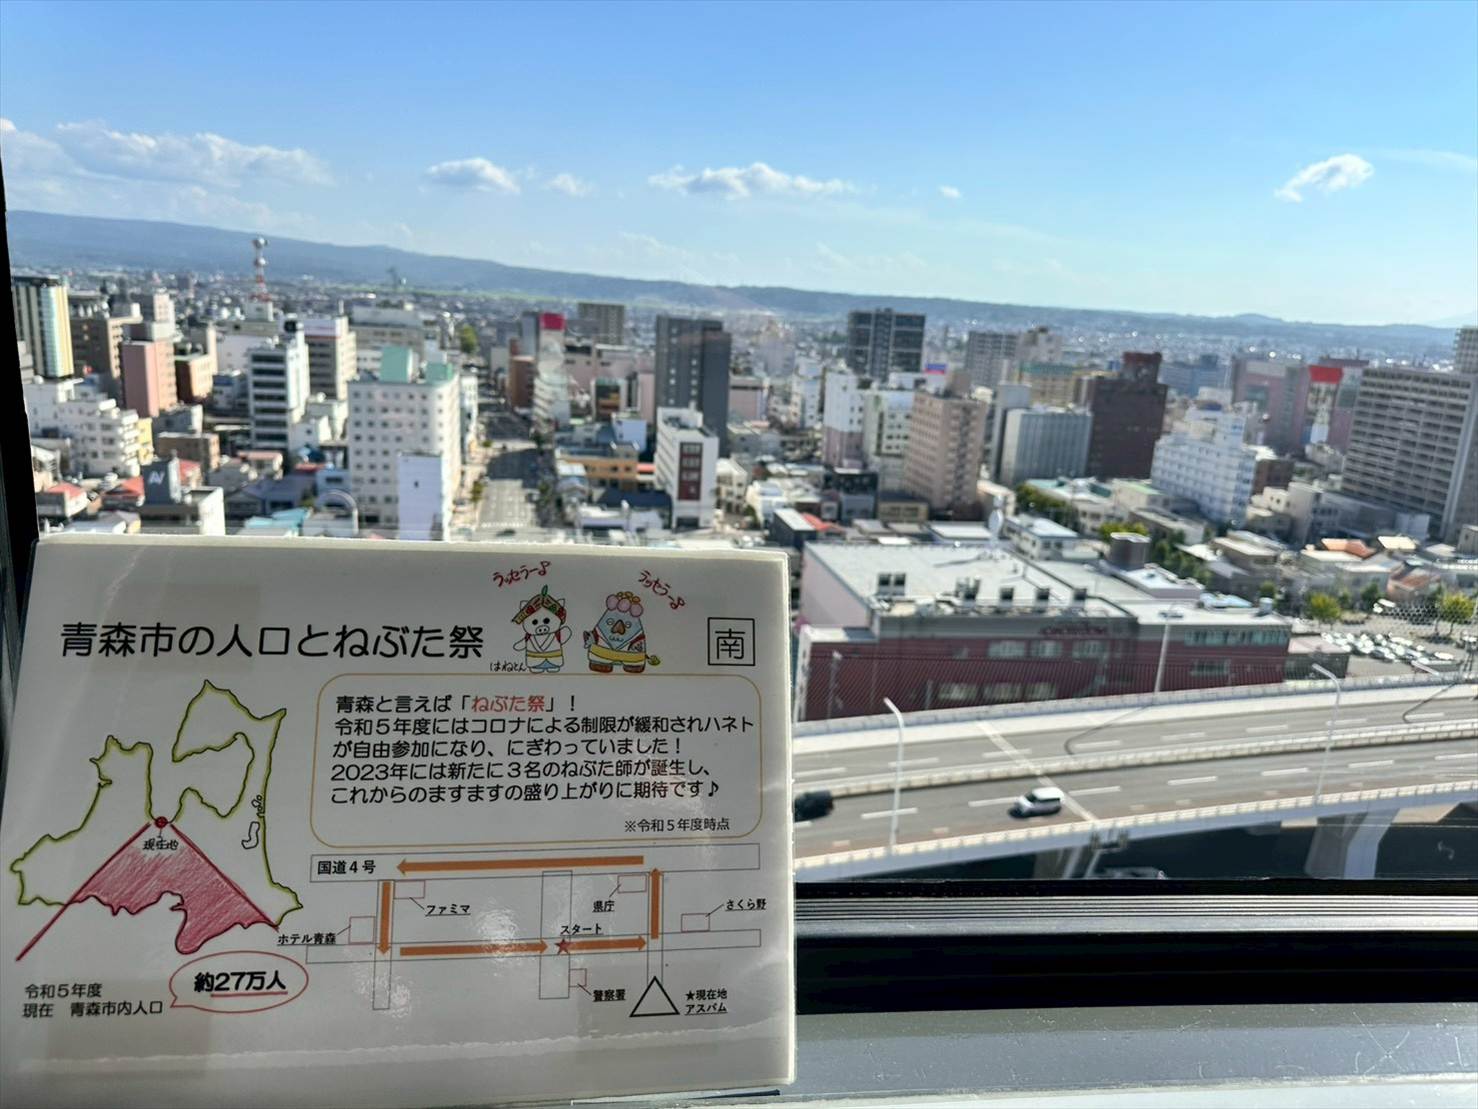 ラッセラー♪
ラッセラー♪
青森市の人口とねぶた祭
はねとん
南
青森と言えば「ねぶた祭」！
令和５年度にはコロナによる制限が緩和されハネト
が自由参加になり、にぎわっていました！
2023年には新たに３名のねぶた師が誕生し、
これからのますますの盛り上がりに期待です♪
※令和５年度時点
現在地
国道４号
ファミマ
県庁
さくら野
ホテル青森
スタート
警察署
★現在地
アスパム
約27万人
令和５年度
現在　青森市内人口